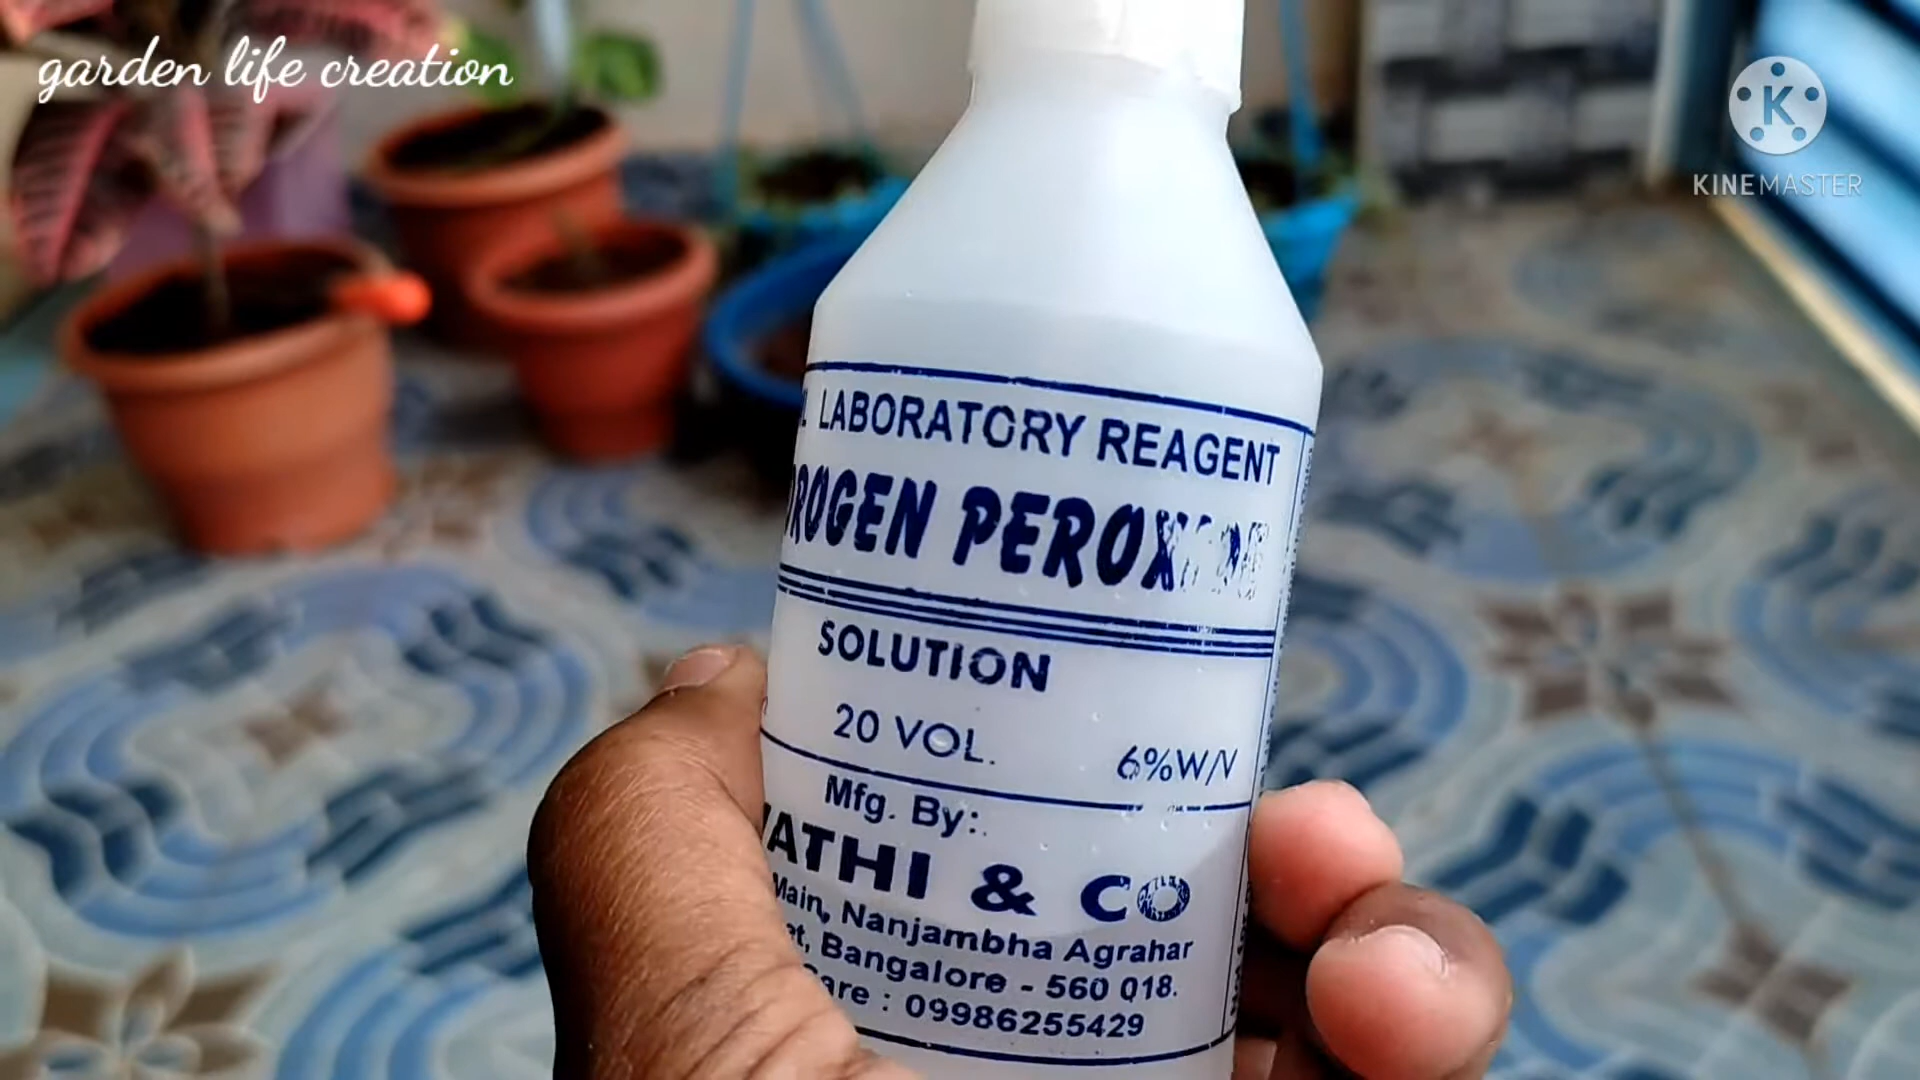 garden life creation
K
KINEMASTER
LABORATORY REAGENT
ROGEN PEROXIDE
SOLUTION
20 VOL. 6%W/V
Mfg. By:
ATHI & CO
Main, Nanjambha Agrahar
et, Bangalore - 560 018.
are : 09986255429